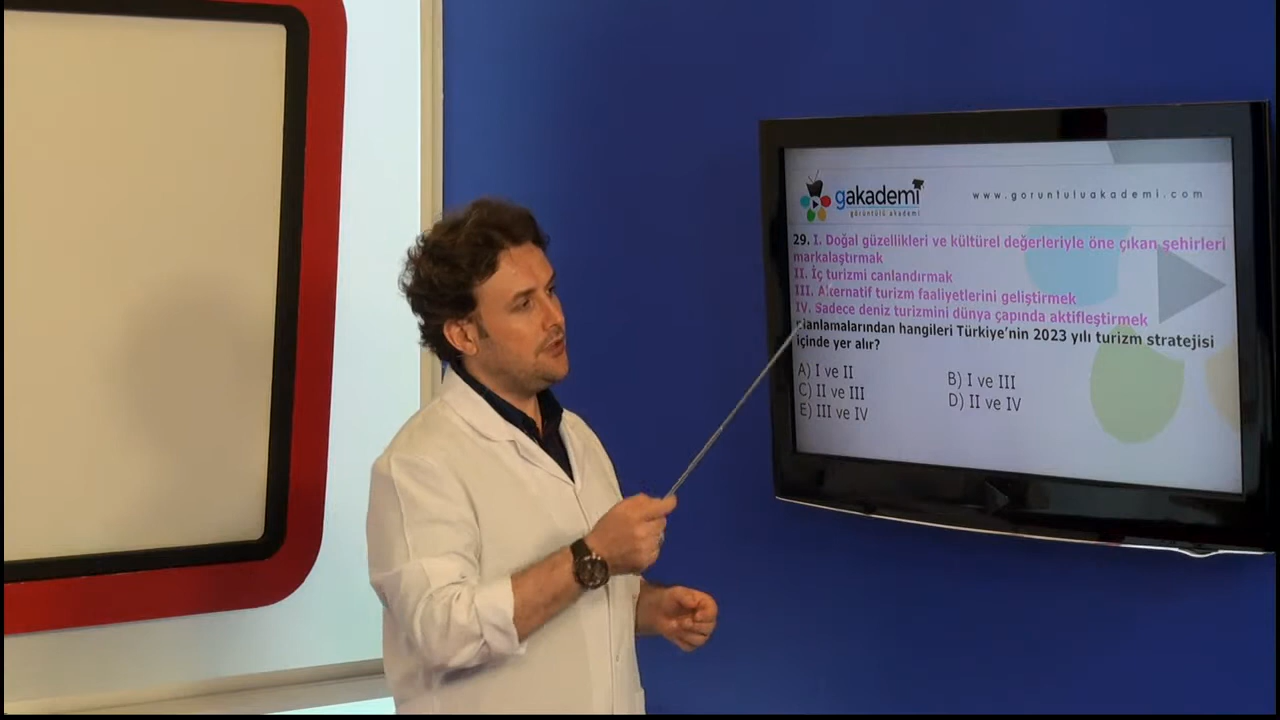 gakademi
görüntülü akademi
www.goruntuluakademi.com
29. I. Doğal güzellikleri ve kültürel değerleriyle öne çıkan şehirleri
markalaştırmak
II. İç turizmi canlandırmak
III. Alternatif turizm faaliyetlerini geliştirmek
IV. Sadece deniz turizmini dünya çapında aktifleştirmek
planlamalarından hangileri Türkiye'nin 2023 yılı turizm stratejisi
içinde yer alır?
A) I ve II
B) I ve III
C) II ve III
D) II ve IV
E) III ve IV